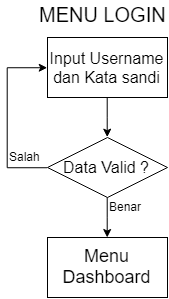 MENU LOGIN
Input Username
dan Kata sandi
Salah
Data Valid ?
Benar
Menu
Dashboard